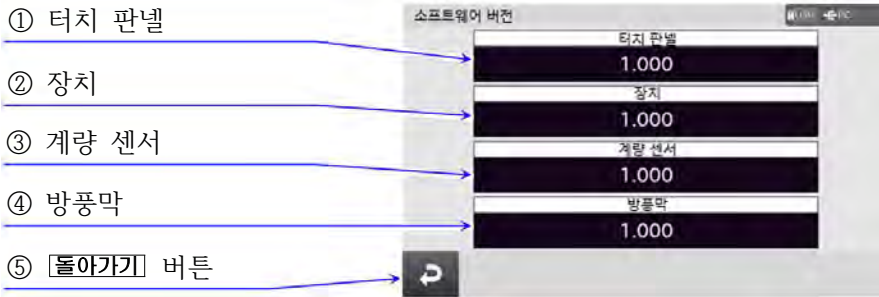 ① 터치 판넬
② 장치
③ 계량 센서
④ 방풍막
⑤ 돌아가기 버튼
소프트웨어 버전
터치 판넬
1.000
장치
1.000
계량 센서
1.000
방풍막
1.000